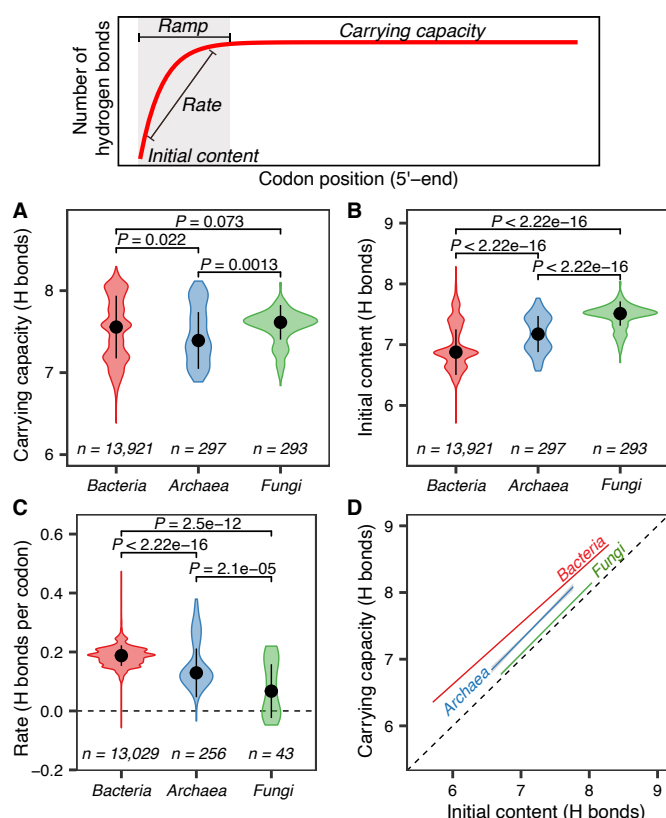 Ramp
Carrying capacity
Number of
hydrogen bonds
Rate
Initial content
Codon position (5'−end)
A
P = 0.073
P = 0.022
P = 0.0013
Carrying capacity (H bonds)
8
7
6
n = 13,921
n = 297
n = 293
Bacteria
Archaea
Fungi
B
P < 2.22e−16
P < 2.22e−16
P < 2.22e−16
Initial content (H bonds)
9
8
7
6
n = 13,921
n = 297
n = 293
Bacteria
Archaea
Fungi
C
P = 2.5e−12
P < 2.22e−16
P = 2.1e−05
Rate (H bonds per codon)
0.6
0.4
0.2
0.0
−0.2
n = 13,029
n = 256
n = 43
Bacteria
Archaea
Fungi
D
Bacteria
Fungi
Archaea
Carrying capacity (H bonds)
9
8
7
6
6
7
8
9
Initial content (H bonds)